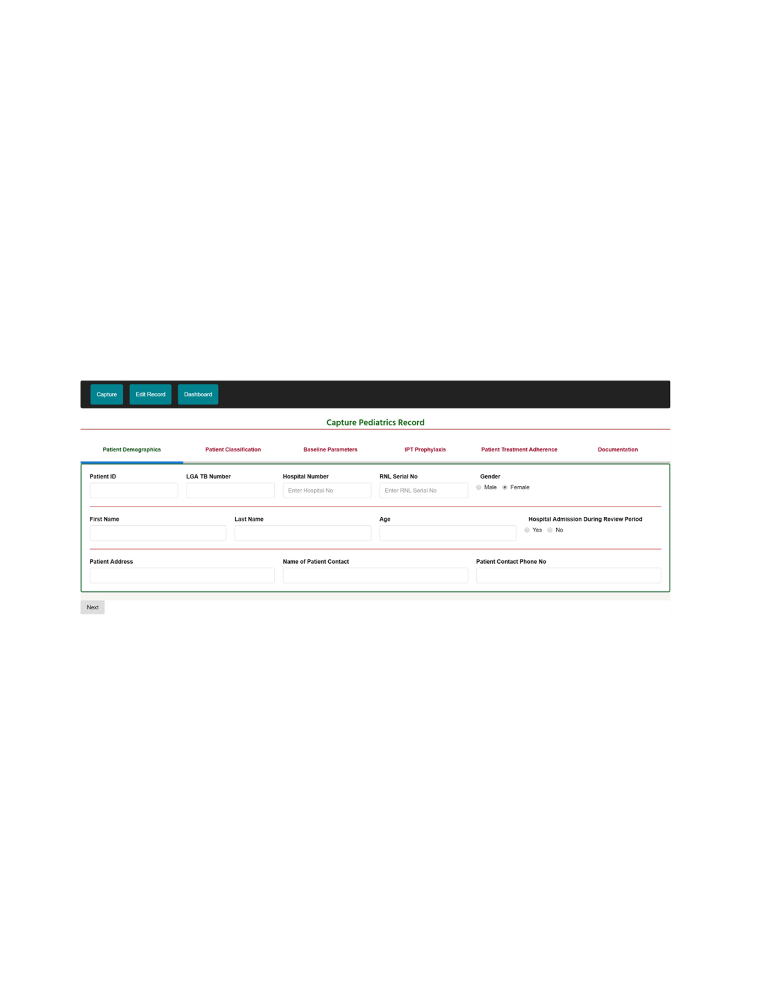 Capture Edit Record Dashboard
Capture Pediatrics Record
Patient Demographics Patient Classification Baseline Parameters IPT Prophylaxis Patient Treatment Adherence Documentation
Patient ID LGA TB Number Hospital Number RNL Serial No Gender
Enter Hospital No Enter RNL Serial No Male Female
First Name Last Name Age Hospital Admission During Review Period
Yes No
Patient Address Name of Patient Contact Patient Contact Phone No
Next